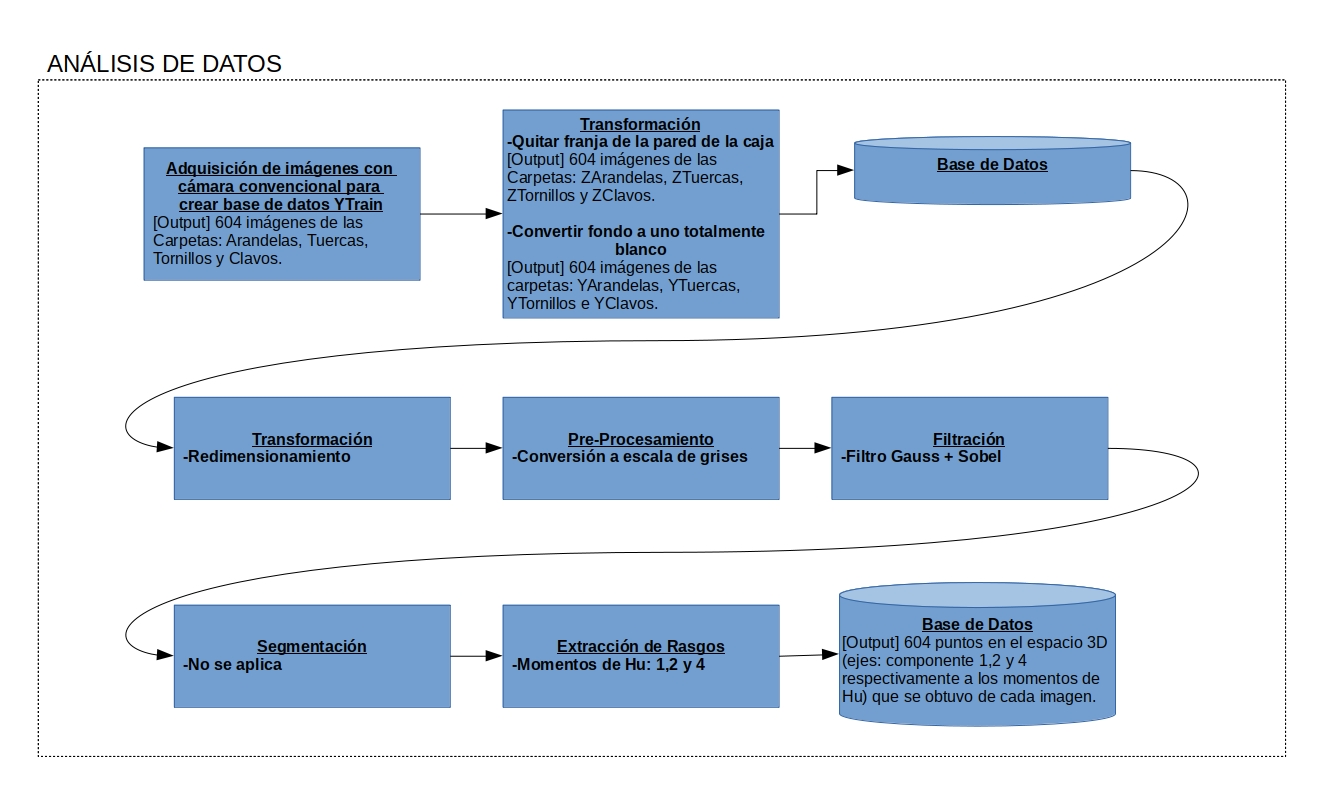 ANÁLISIS DE DATOS
Adquisición de imágenes con
cámara convencional para
crear base de datos YTrain
[Output] 604 imágenes de las
Carpetas: Arandelas, Tuercas,
Tornillos y Clavos.
Transformación
-Quitar franja de la pared de la caja
[Output] 604 imágenes de las
Carpetas: ZArandelas, ZTuercas,
ZTornillos y ZClavos.
-Convertir fondo a uno totalmente
blanco
[Output] 604 imágenes de las
carpetas: YArandelas, YTuercas,
YTornillos e YClavos.
Base de Datos
Transformación
-Redimensionamiento
Pre-Procesamiento
-Conversión a escala de grises
Filtración
-Filtro Gauss + Sobel
Segmentación
-No se aplica
Extracción de Rasgos
-Momentos de Hu: 1,2 y 4
Base de Datos
[Output] 604 puntos en el espacio 3D
(ejes: componente 1,2 y 4
respectivamente a los momentos de
Hu) que se obtuvo de cada imagen.